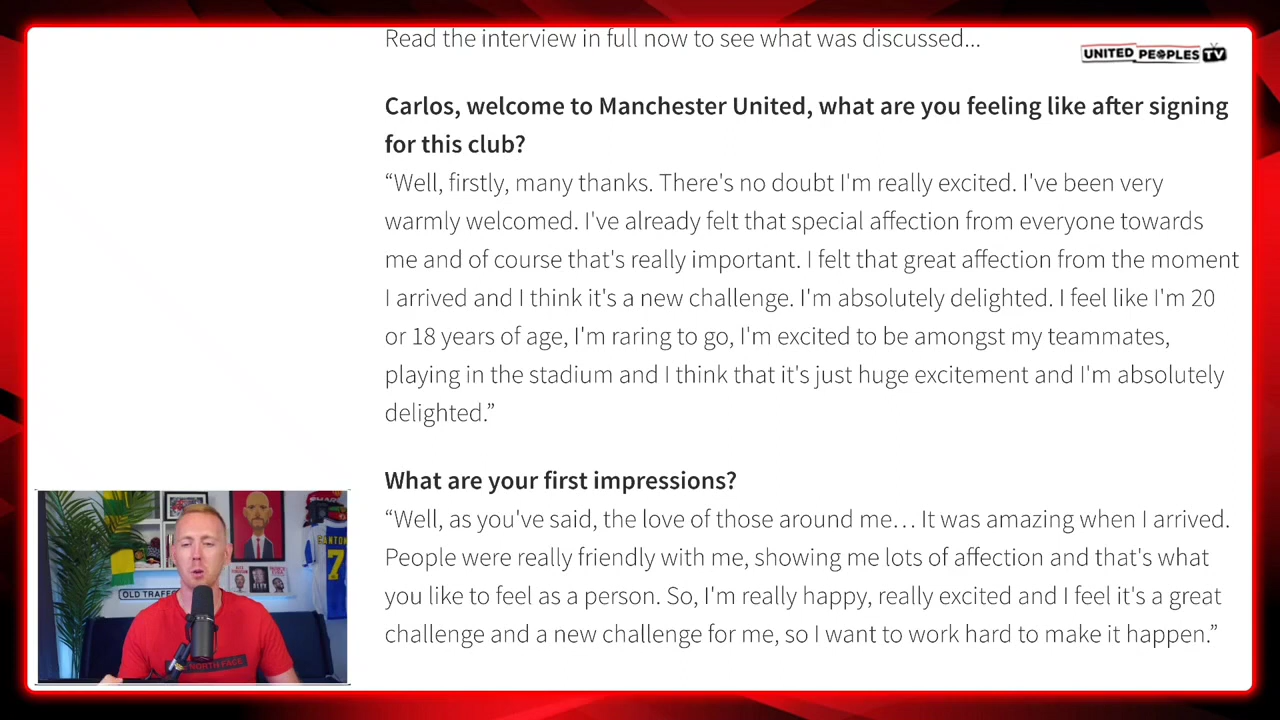 Read the interview in full now to see what was discussed...
UNITED PEOPLES TV
Carlos, welcome to Manchester United, what are you feeling like after signing
for this club?
“Well, firstly, many thanks. There's no doubt I'm really excited. I've been very
warmly welcomed. I've already felt that special affection from everyone towards
me and of course that's really important. I felt that great affection from the moment
I arrived and I think it's a new challenge. I'm absolutely delighted. I feel like I'm 20
or 18 years of age, I'm raring to go, I'm excited to be amongst my teammates,
playing in the stadium and I think that it's just huge excitement and I'm absolutely
delighted.”
What are your first impressions?
“Well, as you've said, the love of those around me… It was amazing when I arrived.
People were really friendly with me, showing me lots of affection and that's what
you like to feel as a person. So, I'm really happy, really excited and I feel it's a great
challenge and a new challenge for me, so I want to work hard to make it happen.”
CANTONA
7
OLD TRAFF
NORTH FACE